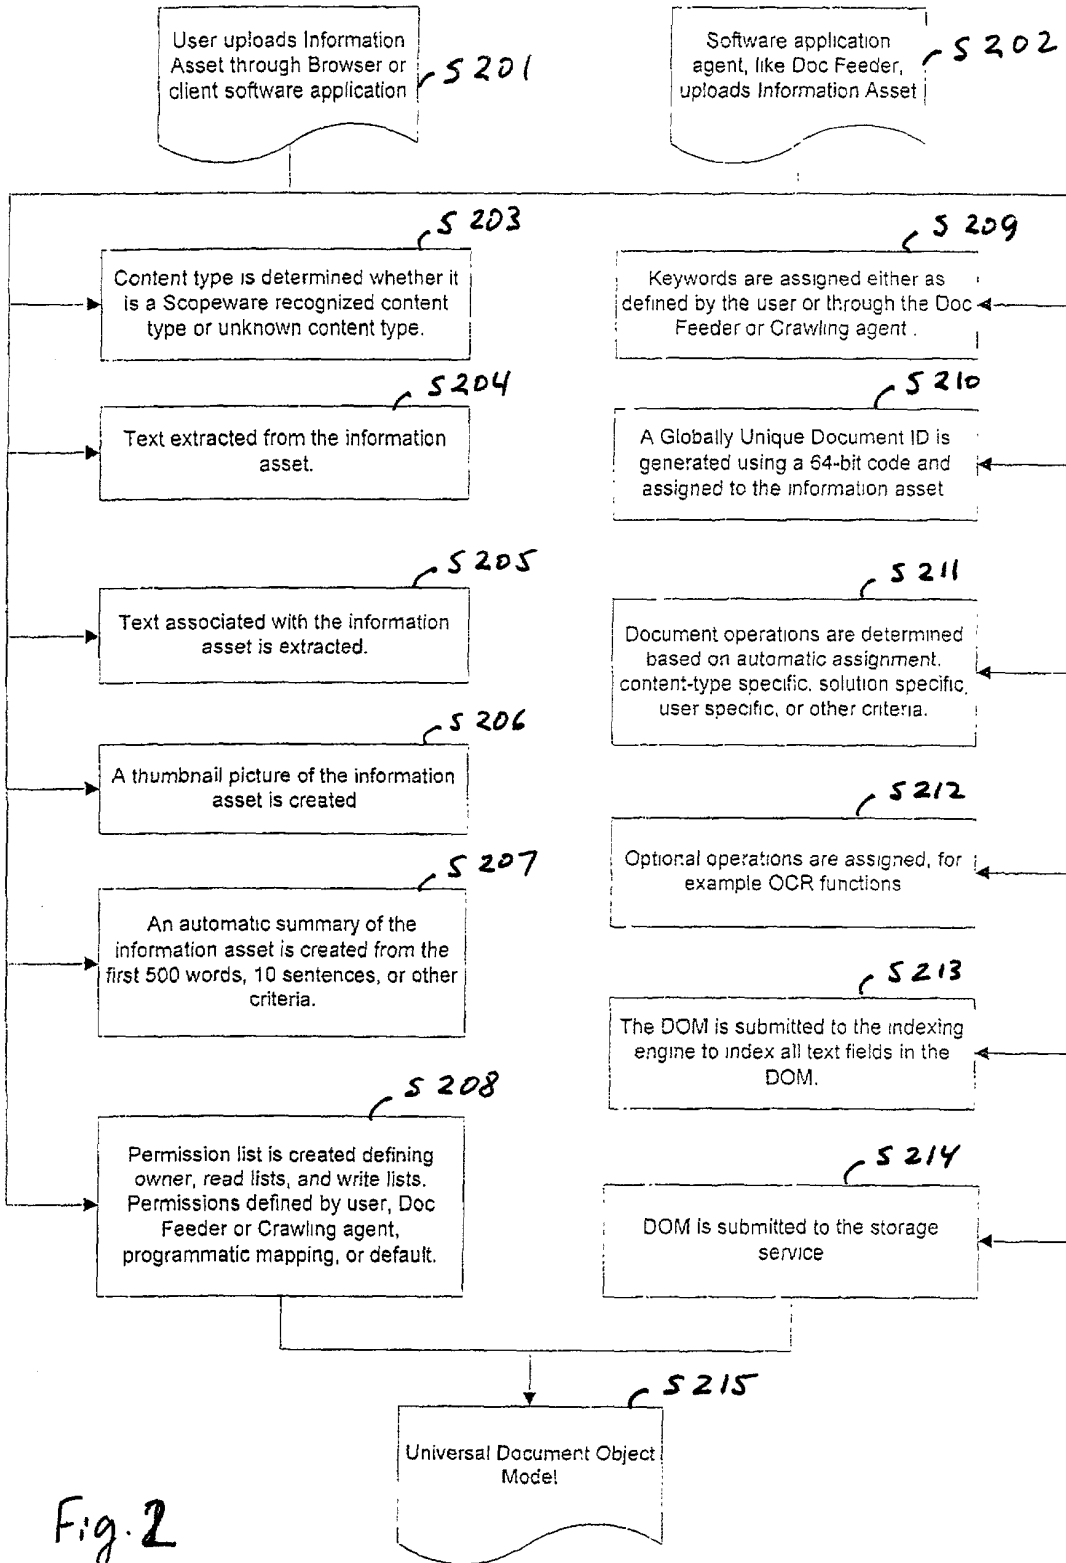 User uploads Information
Asset through Browser or
client software application
S201
Software application
agent, like Doc Feeder,
uploads Information Asset
S202
S203
Content type is determined whether it
is a Scopeware recognized content
type or unknown content type.
S204
Text extracted from the information
asset.
S205
Text associated with the information
asset is extracted.
S206
A thumbnail picture of the information
asset is created
S207
An automatic summary of the
information asset is created from the
first 500 words, 10 sentences, or other
criteria.
S208
Permission list is created defining
owner, read lists, and write lists.
Permissions defined by user, Doc
Feeder or Crawling agent,
programmatic mapping, or default.
S209
Keywords are assigned either as
defined by the user or through the Doc
Feeder or Crawling agent .
S210
A Globally Unique Document ID is
generated using a 64-bit code and
assigned to the information asset
S211
Document operations are determined
based on automatic assignment.
content-type specific, solution specific,
user specific, or other criteria.
S212
Optional operations are assigned, for
example OCR functions
S213
The DOM is submitted to the indexing
engine to index all text fields in the
DOM.
S214
DOM is submitted to the storage
service
S215
Universal Document Object
Model
Fig. 2